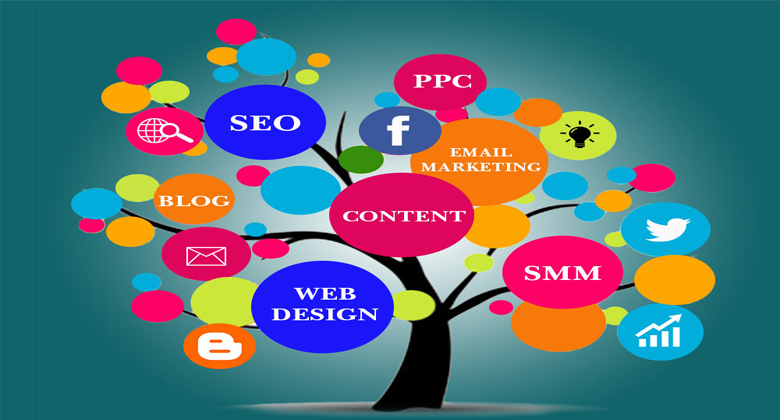 PPC
SEO
f
EMAIL
MARKETING
BLOG
CONTENT
SMM
WEB
DESIGN